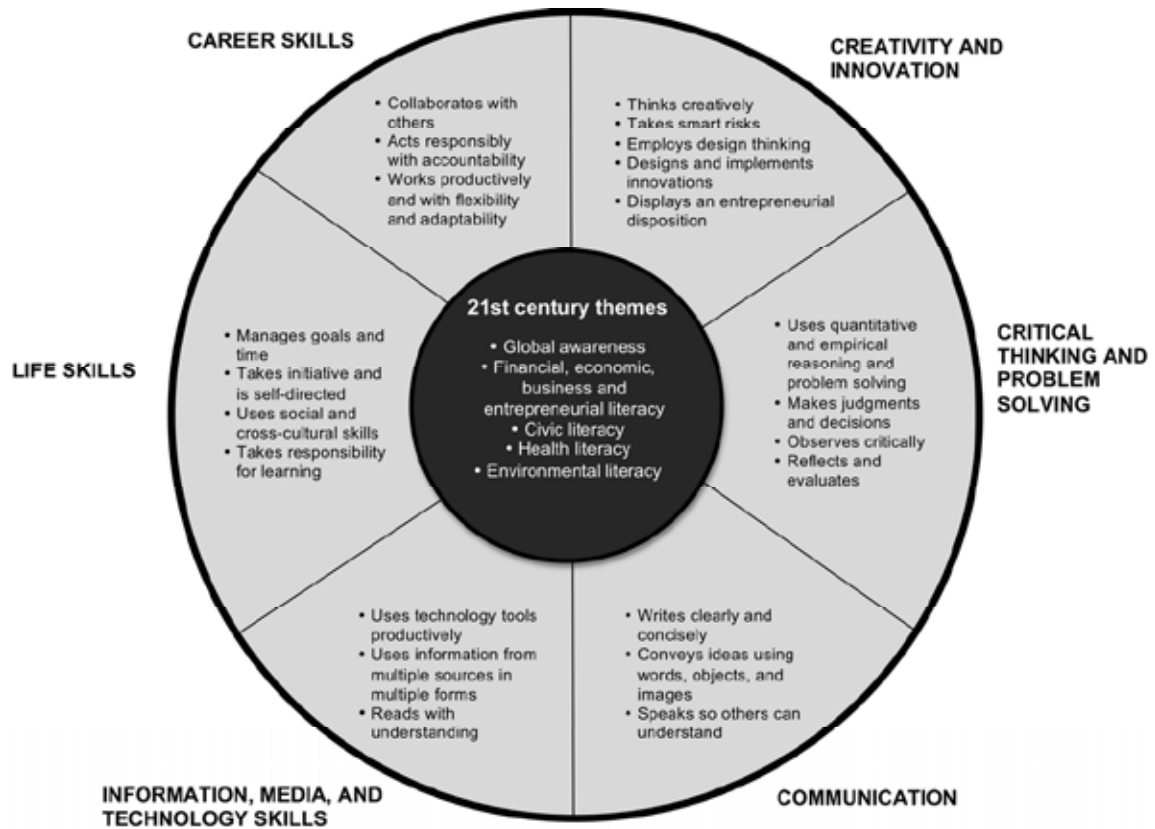 CAREER SKILLS
• Collaborates with
others
• Acts responsibly
with accountability
• Works productively
and with flexibility
and adaptability
CREATIVITY AND
INNOVATION
• Thinks creatively
• Takes smart risks
• Employs design thinking
• Designs and implements
innovations
• Displays an entrepreneurial
disposition
21st century themes
• Global awareness
• Financial, economic,
business and
entrepreneurial literacy
• Civic literacy
• Health literacy
• Environmental literacy
LIFE SKILLS
• Manages goals and
time
• Takes initiative and
is self-directed
• Uses social and
cross-cultural skills
• Takes responsibility
for learning
CRITICAL
THINKING AND
PROBLEM
SOLVING
• Uses quantitative
and empirical
reasoning and
problem solving
• Makes judgments
and decisions
• Observes critically
• Reflects and
evaluates
• Uses technology tools
productively
• Uses information from
multiple sources in
multiple forms
• Reads with
understanding
INFORMATION, MEDIA, AND
TECHNOLOGY SKILLS
• Writes clearly and
concisely
• Conveys ideas using
words, objects, and
images
• Speaks so others can
understand
COMMUNICATION